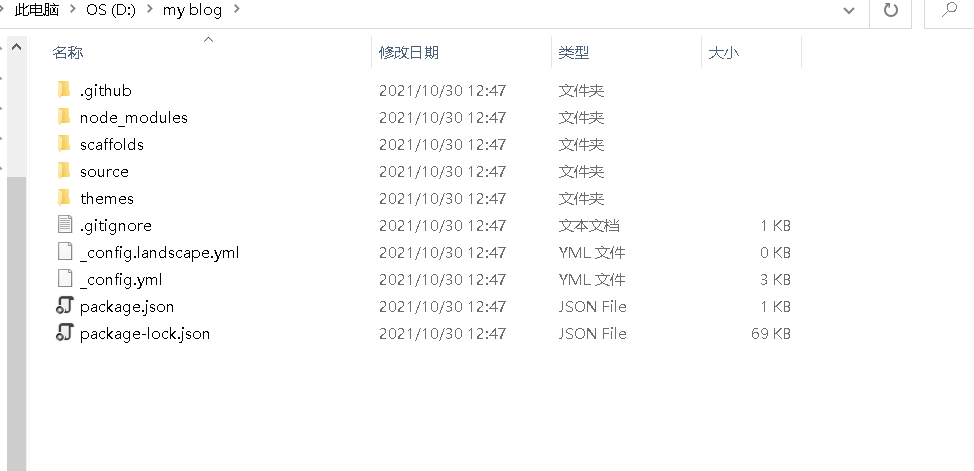 此电脑 > OS (D:) > my blog >
名称 修改日期 类型 大小
.github 2021/10/30 12:47 文件夹
node_modules 2021/10/30 12:47 文件夹
scaffolds 2021/10/30 12:47 文件夹
source 2021/10/30 12:47 文件夹
themes 2021/10/30 12:47 文件夹
.gitignore 2021/10/30 12:47 文本文档 1 KB
_config.landscape.yml 2021/10/30 12:47 YML 文件 0 KB
_config.yml 2021/10/30 12:47 YML 文件 3 KB
package.json 2021/10/30 12:47 JSON File 1 KB
package-lock.json 2021/10/30 12:47 JSON File 69 KB